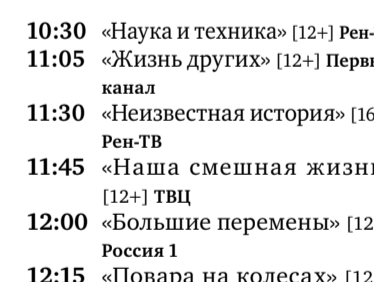 10:30 «Наука и техника» [12+] Рен-
11:05 «Жизнь других» [12+] Первы
канал
11:30 «Неизвестная история» [16
Рен-ТВ
11:45 «Наша смешная жизнь
[12+] ТВЦ
12:00 «Большие перемены» [12
Россия 1
12:15 «Повара на колесах» [12